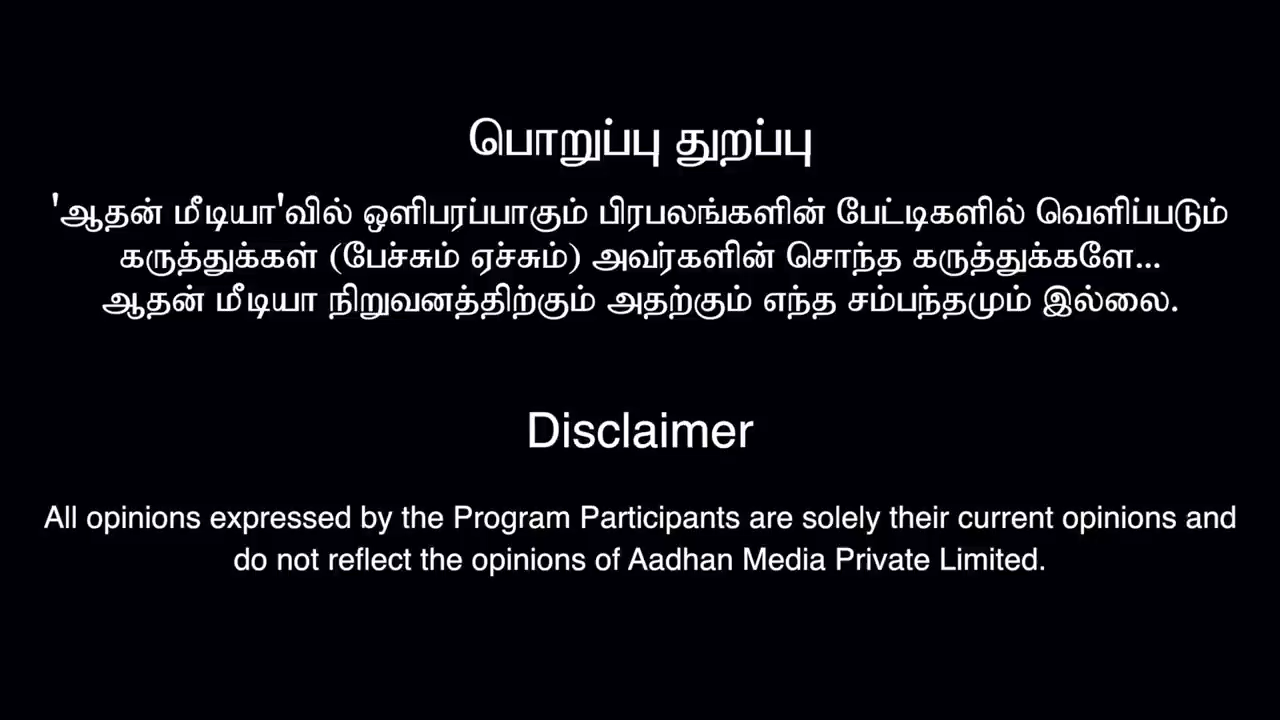 பொறுப்பு துறப்பு
'ஆதன் மீடியா'வில் ஒளிபரப்பாகும் பிரபலங்களின் பேட்டிகளில் வெளிப்படும்
கருத்துக்கள் (பேச்சும் ஏச்சும்) அவர்களின் சொந்த கருத்துக்களே...
ஆதன் மீடியா நிறுவனத்திற்கும் அதற்கும் எந்த சம்பந்தமும் இல்லை.
Disclaimer
All opinions expressed by the Program Participants are solely their current opinions and
do not reflect the opinions of Aadhan Media Private Limited.